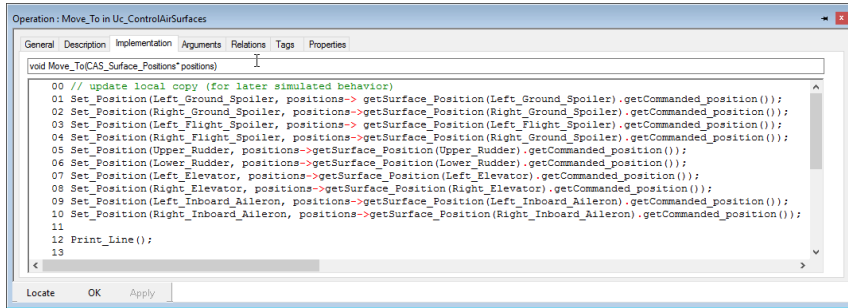 Operation : Move_To in Uc_ControlAirSurfaces
General Description Implementation Arguments Relations Tags Properties
void Move_To(CAS_Surface_Positions* positions)
00 // update local copy (for later simulated behavior)
01 Set_Position(Left_Ground_Spoiler, positions-> getSurface_Position(Left_Ground_Spoiler).getCommanded_position());
02 Set_Position(Right_Ground_Spoiler, positions->getSurface_Position(Right_Ground_Spoiler).getCommanded_position());
03 Set_Position(Left_Flight_Spoiler, positions-> getSurface_Position(Left_Flight_Spoiler).getCommanded_position());
04 Set_Position(Right_Flight_Spoiler, positions->getSurface_Position(Right_Ground_Spoiler).getCommanded_position());
05 Set_Position(Upper_Rudder, positions->getSurface_Position(Upper_Rudder).getCommanded_position());
06 Set_Position(Lower_Rudder, positions->getSurface_Position(Lower_Rudder).getCommanded_position());
07 Set_Position(Left_Elevator, positions->getSurface_Position(Left_Elevator).getCommanded_position());
08 Set_Position(Right_Elevator, positions->getSurface_Position(Right_Elevator).getCommanded_position());
09 Set_Position(Left_Inboard_Aileron, positions->getSurface_Position(Left_Inboard_Aileron).getCommanded_position());
10 Set_Position(Right_Inboard_Aileron, positions->getSurface_Position(Right_Inboard_Aileron).getCommanded_position());
11
12 Print_Line();
13
Locate OK Apply